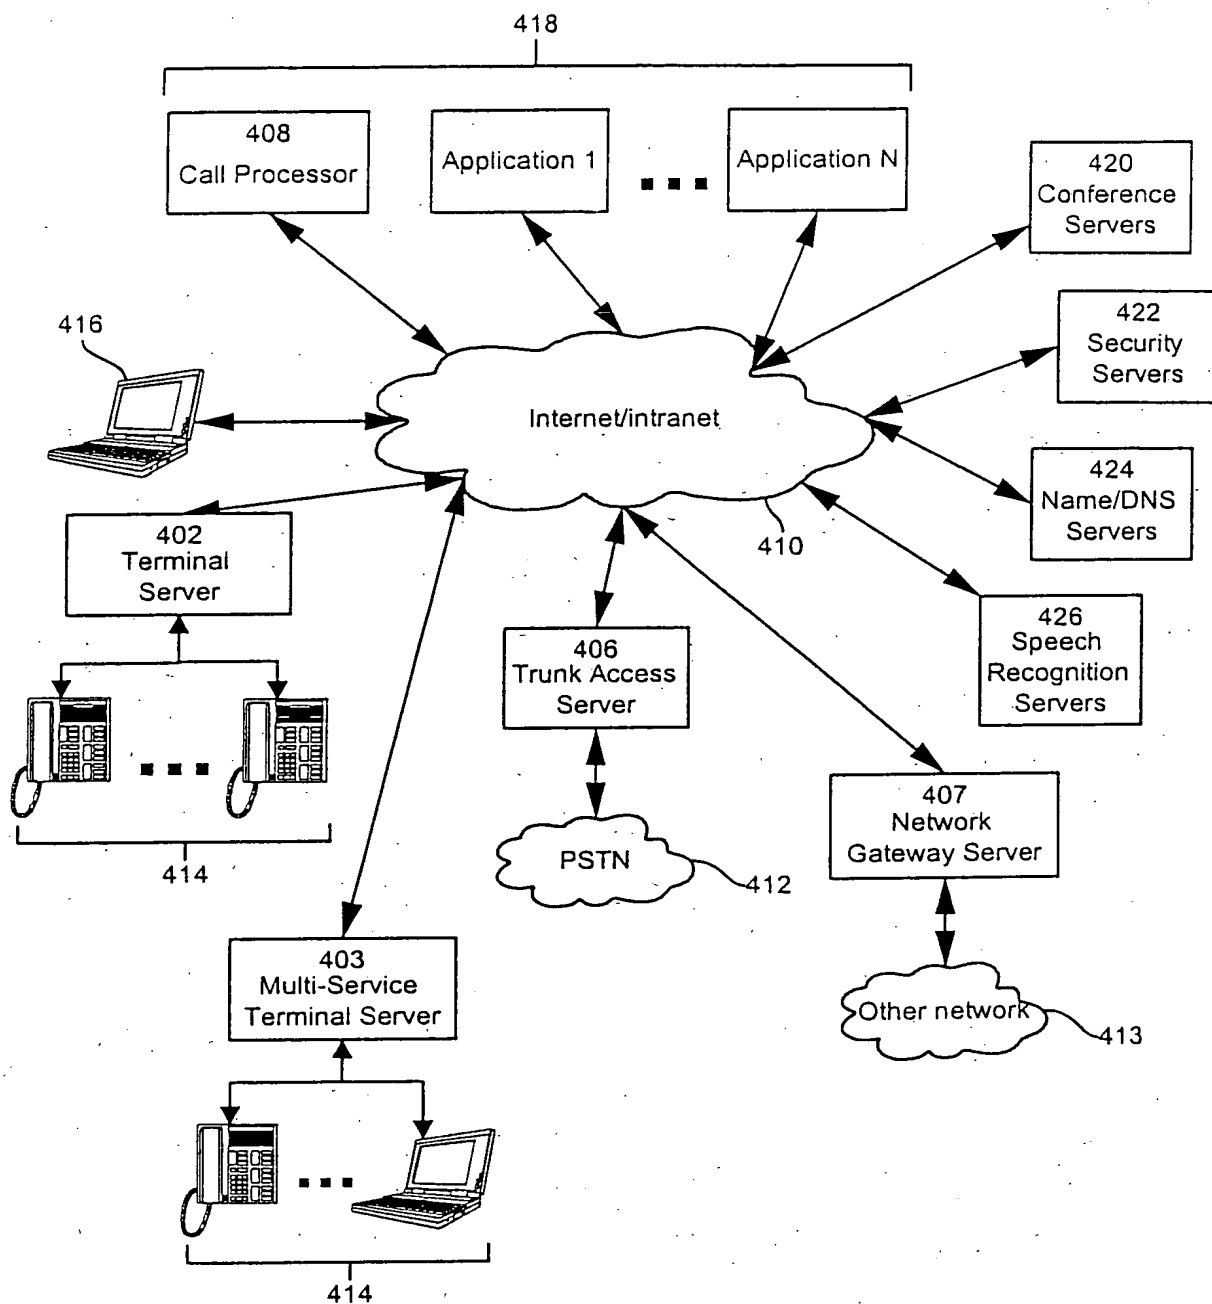 418
408
Call Processor
Application 1
Application N
420
Conference
Servers
416
422
Security
Servers
Internet/intranet
424
Name/DNS
Servers
402
Terminal
Server
410
406
Trunk Access
Server
426
Speech
Recognition
Servers
407
Network
Gateway Server
414
PSTN
412
403
Multi-Service
Terminal Server
Other network
413
414